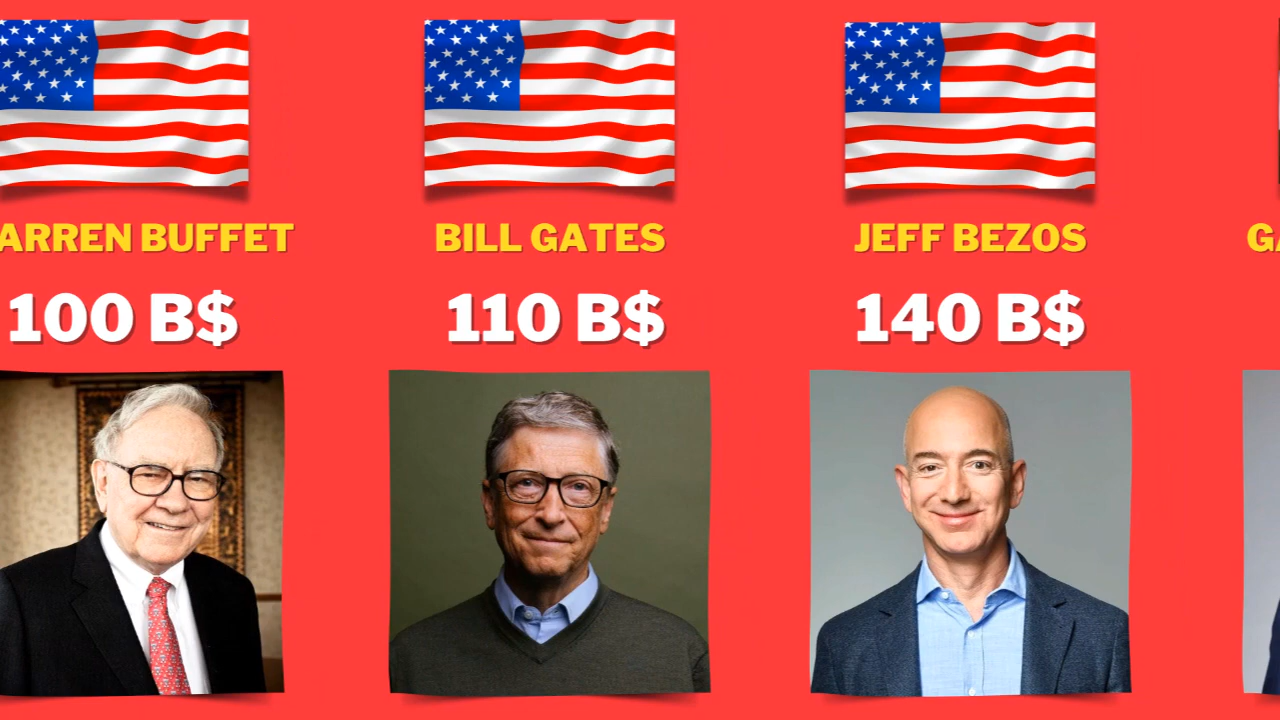 ARREN BUFFET
100 B$
BILL GATES
110 B$
JEFF BEZOS
140 B$